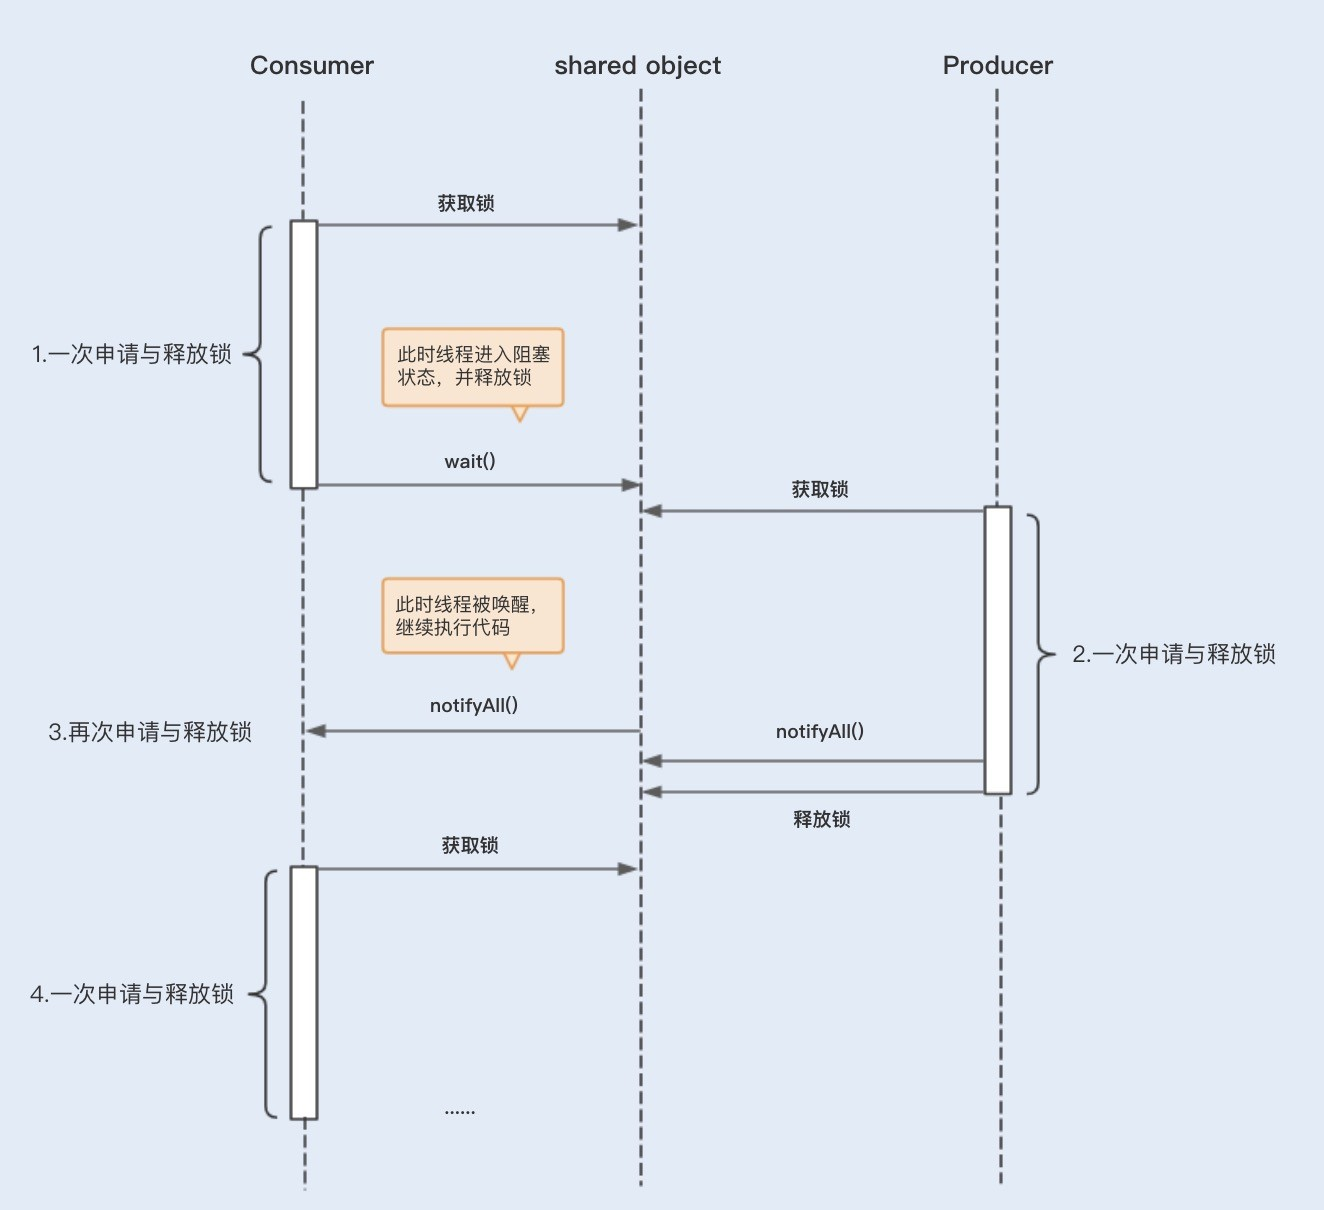 Consumer
shared object
Producer
获取锁
1.一次申请与释放锁
此时线程进入阻塞
状态，并释放锁
wait()
获取锁
此时线程被唤醒，
继续执行代码
2.一次申请与释放锁
notifyAll()
3.再次申请与释放锁
notifyAll()
释放锁
获取锁
4.一次申请与释放锁
......